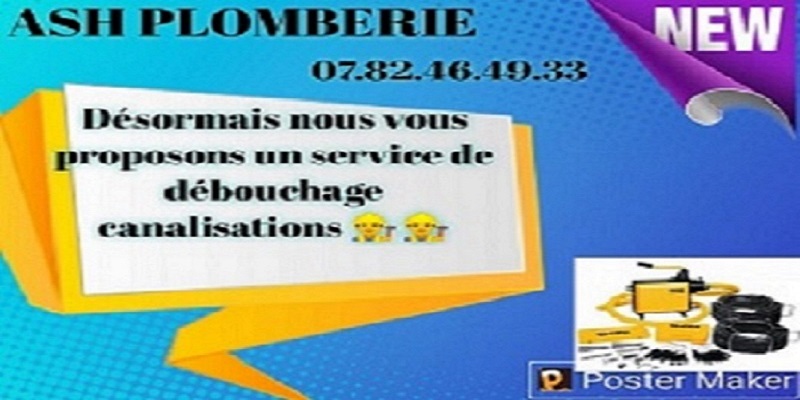 ASH PLOMBERIE
NEW
07.82.46.49.33
Désormais nous vous
proposons un service de
débouchage
canalisations 👷 👷
Poster Maker